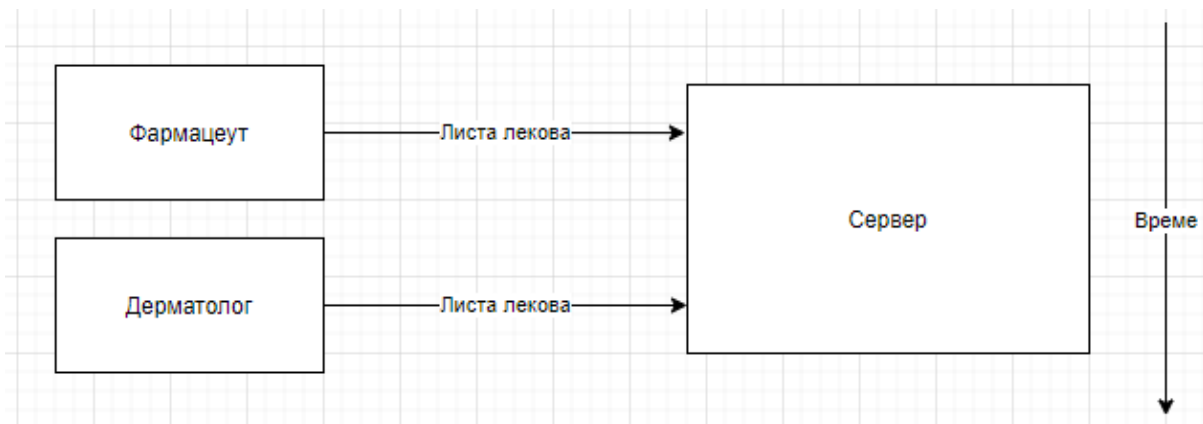 Фармацеут
Листа лекова
Сервер
Време
Дерматолог
Листа лекова